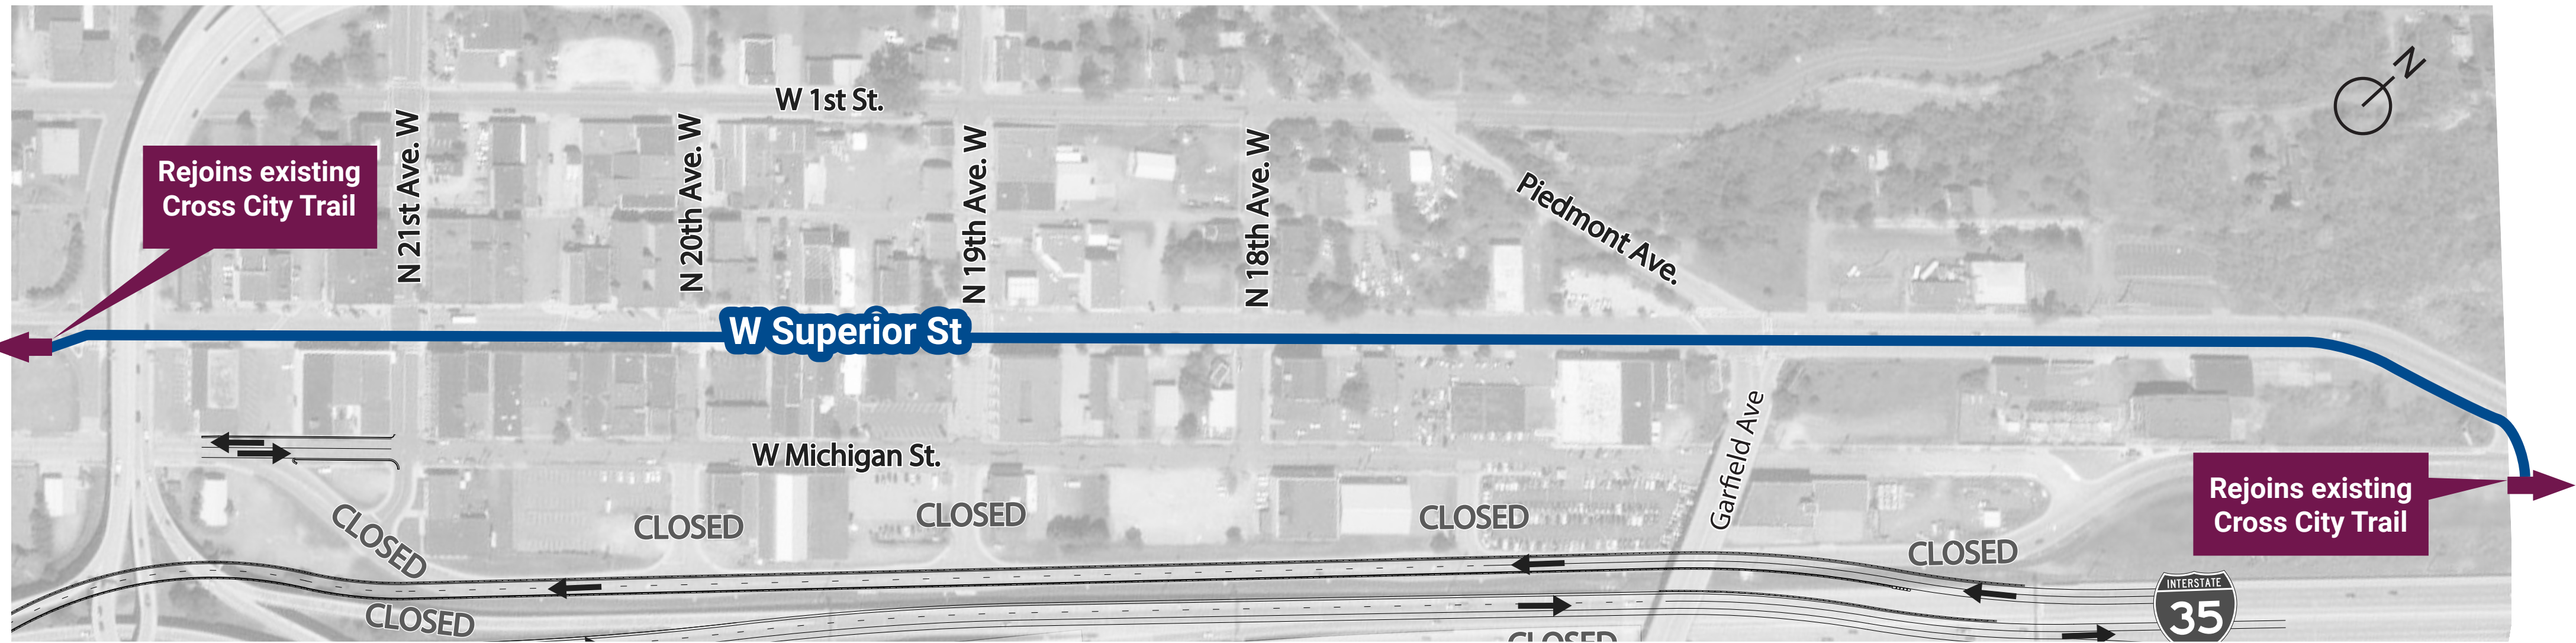 N
W 1st St.
Rejoins existing
Cross City Trail
N 21st Ave. W
N 20th Ave. W
N 19th Ave. W
N 18th Ave. W
Piedmont Ave.
W Superior St
Garfield Ave
W Michigan St.
Rejoins existing
Cross City Trail
CLOSED
CLOSED
CLOSED
CLOSED
CLOSED
CLOSED
CLOSED
INTERSTATE
35